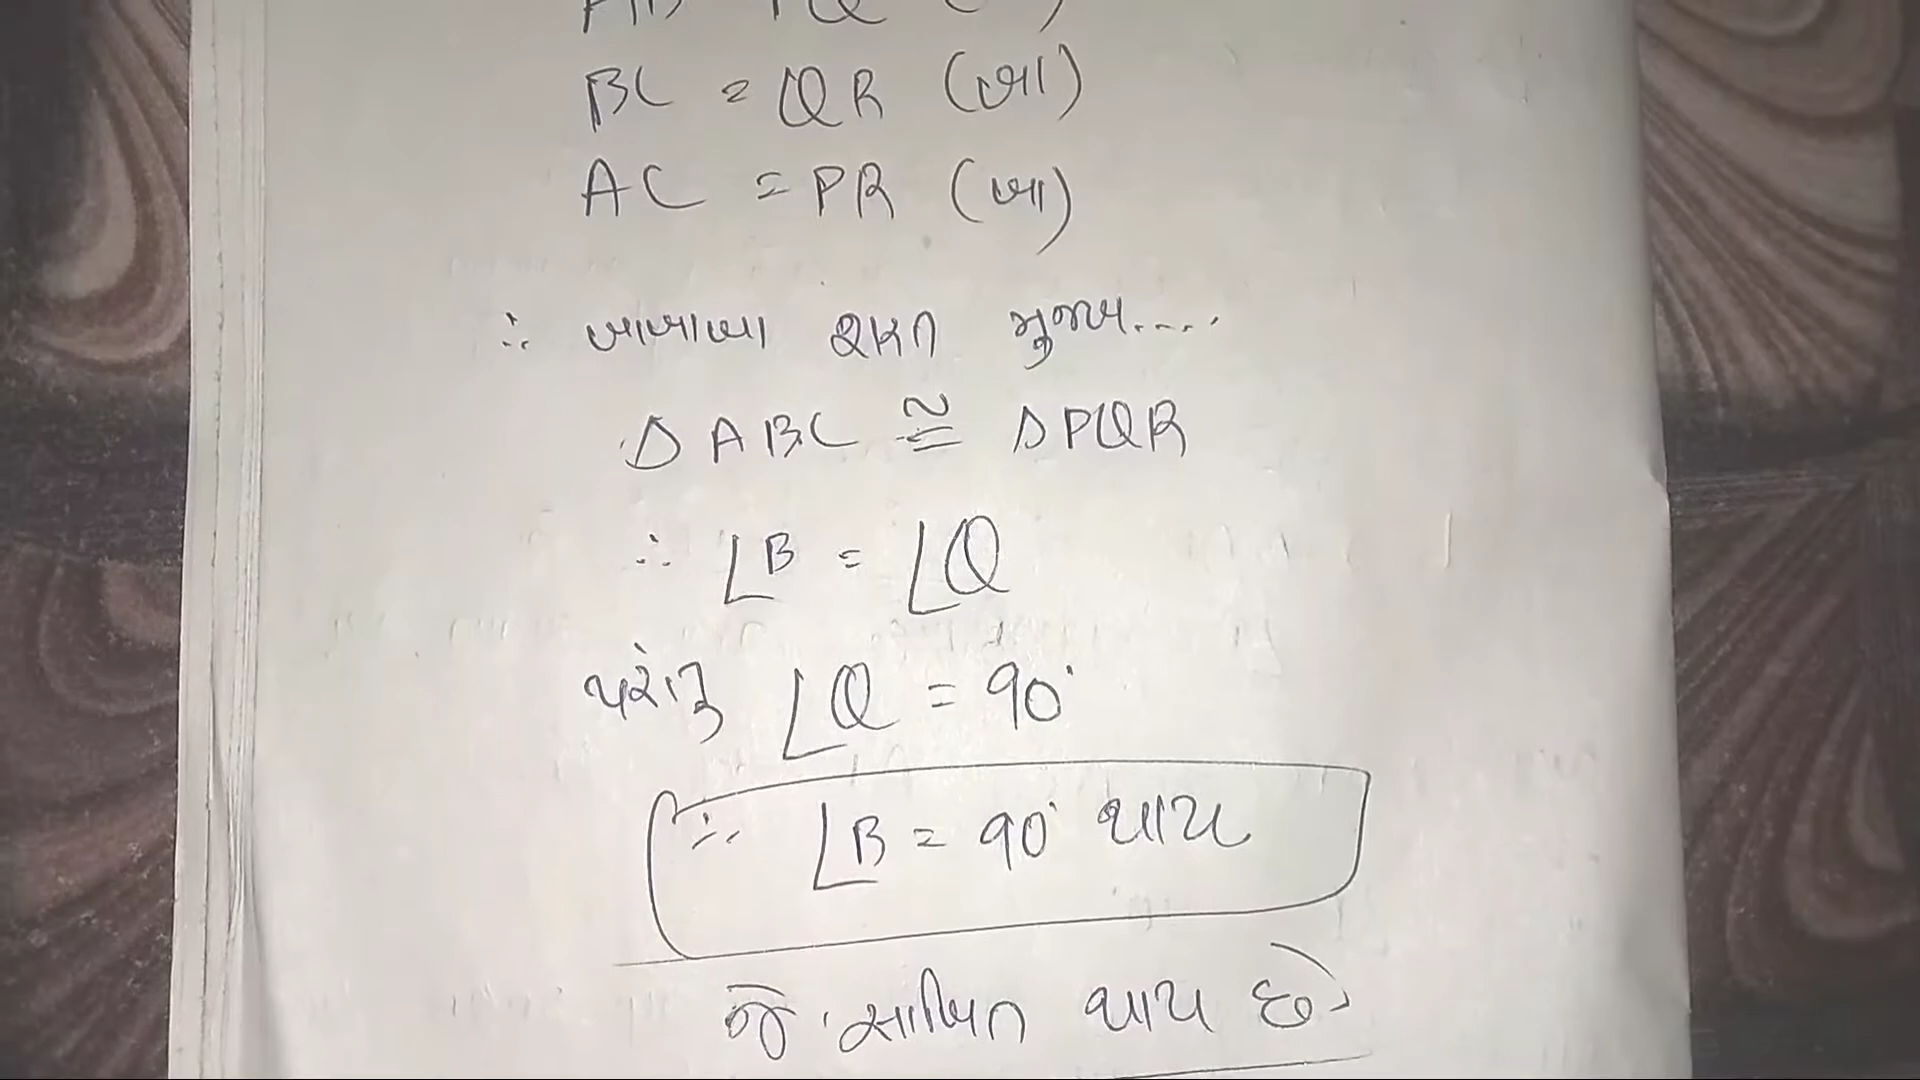 BC = QR (બા)
AC = PR (બા)
∴ બાબાબા શરત મુજબ....
Δ ABC ≅ Δ PQR
∴ ∠B = ∠Q
પરંતુ ∠Q = 90°
∴ ∠B = 90° થાય
જે સાબિત થાય છે